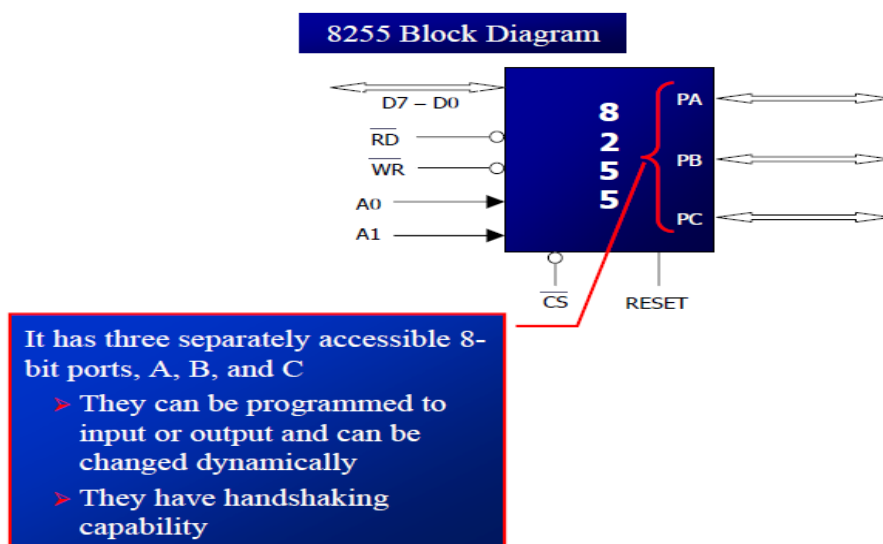 8255 Block Diagram
D7 – D0
RD
WR
A0
A1
8
2
5
5
PA
PB
PC
CS
RESET
It has three separately accessible 8-
bit ports, A, B, and C
➢ They can be programmed to
input or output and can be
changed dynamically
➢ They have handshaking
capability